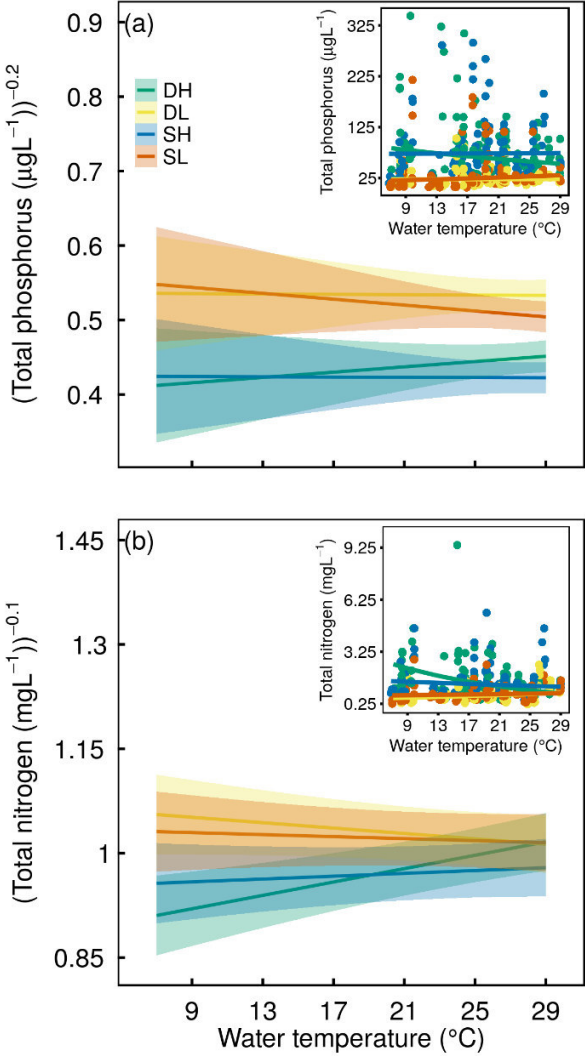 (a)
(Total phosphorus (µgL⁻¹))⁻⁰·²
0.9
0.8
0.7
0.6
0.5
0.4
DH
DL
SH
SL
Total phosphorus (µgL⁻¹)
325
225
125
25
9 13 17 21 25 29
Water temperature (°C)
(b)
(Total nitrogen (mgL⁻¹))⁻⁰·¹
1.45
1.3
1.15
1
0.85
Total nitrogen (mgL⁻¹)
9.25
6.25
3.25
0.25
9 13 17 21 25 29
Water temperature (°C)
9 13 17 21 25 29
Water temperature (°C)